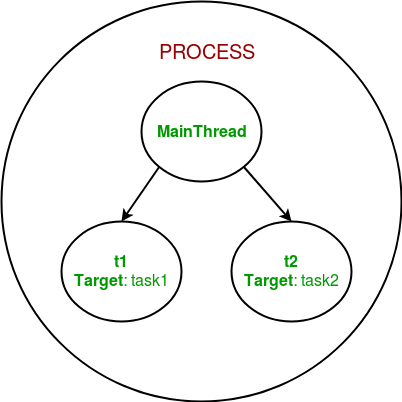 PROCESS
MainThread
t1
Target: task1
t2
Target: task2